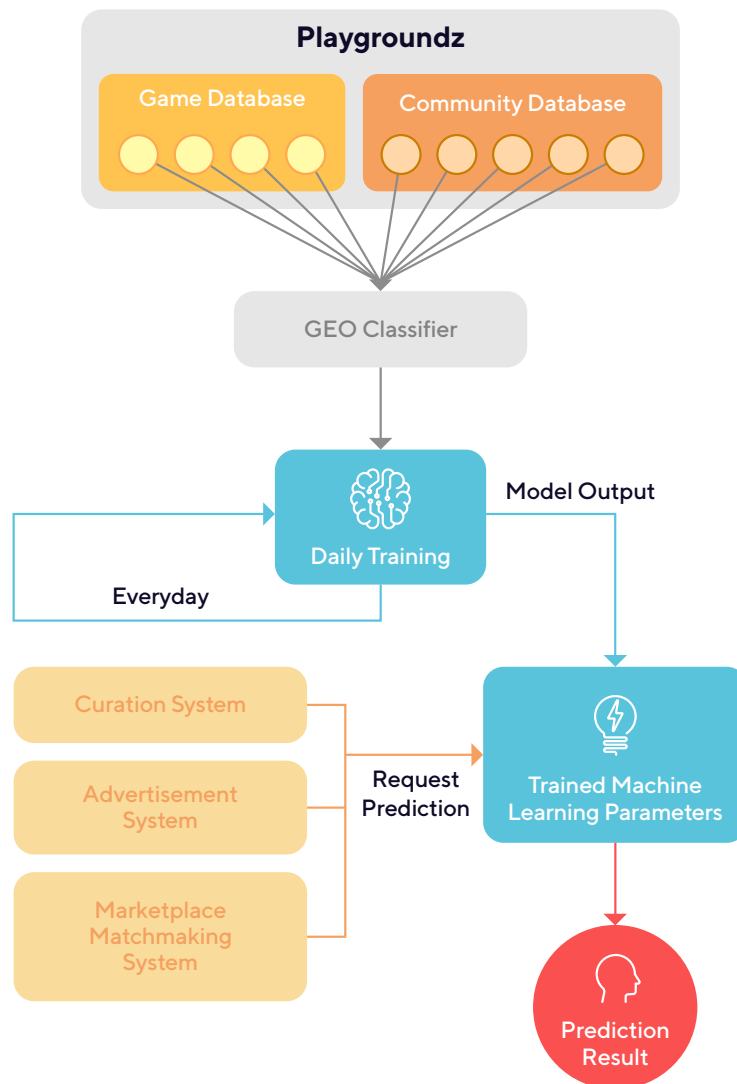 Playgroundz
Game Database
Community Database
GEO Classifier
Daily Training
Model Output
Everyday
Curation System
Advertisement
System
Marketplace
Matchmaking
System
Request
Prediction
Trained Machine
Learning Parameters
Prediction
Result